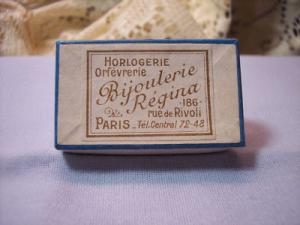 HORLOGERIE
Orfèvrerie
Bijouterie
Régina
186
rue de Rivoli
PARIS _ Tél. Central 72-48